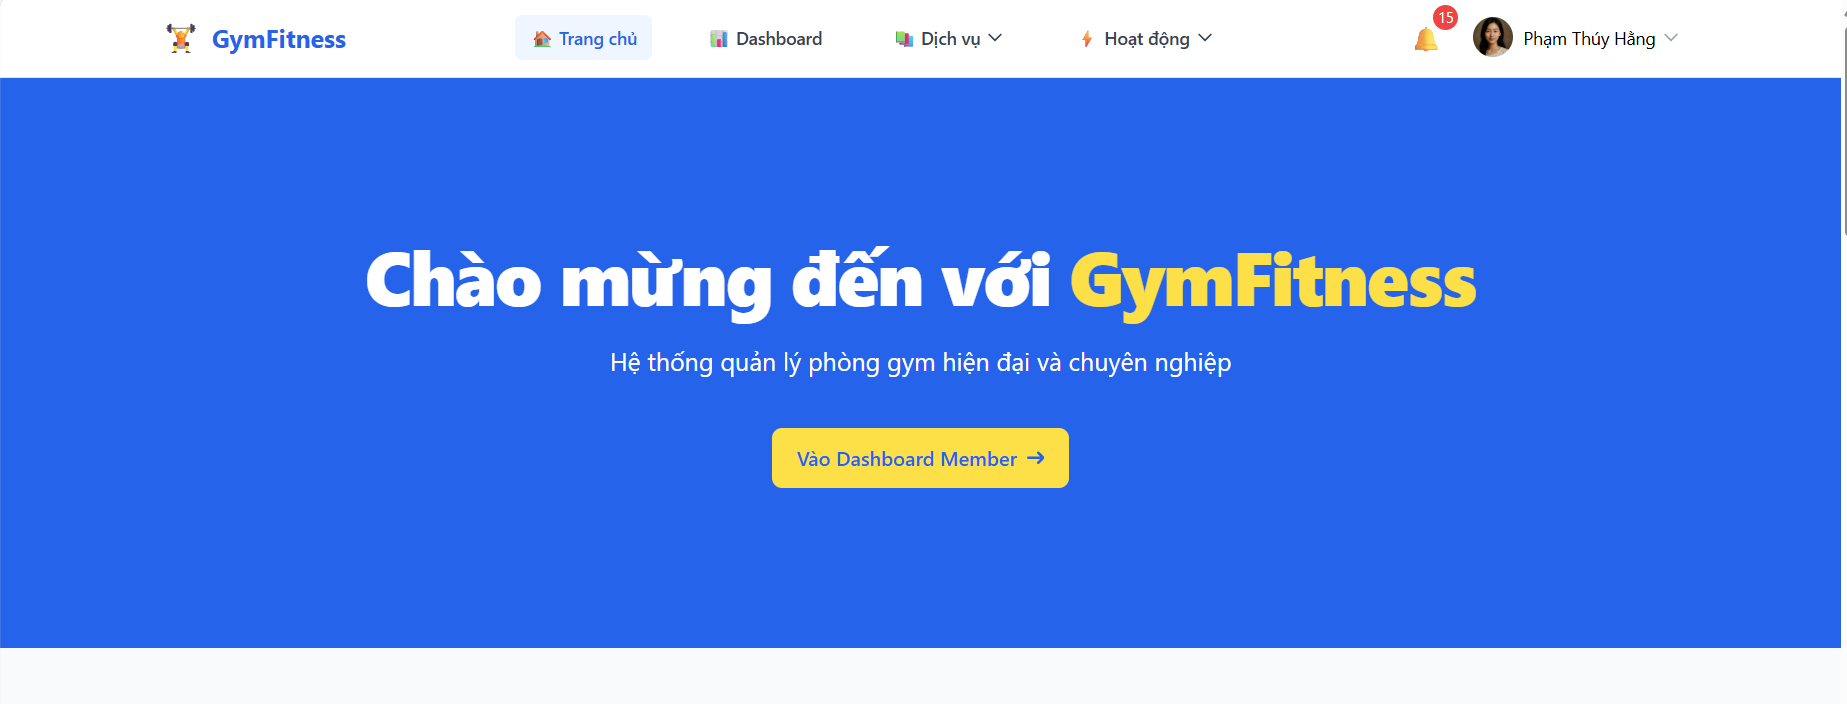 GymFitness
Trang chủ
Dashboard
Dịch vụ
Hoạt động
15
Phạm Thúy Hằng
Chào mừng đến với GymFitness
Hệ thống quản lý phòng gym hiện đại và chuyên nghiệp
Vào Dashboard Member →